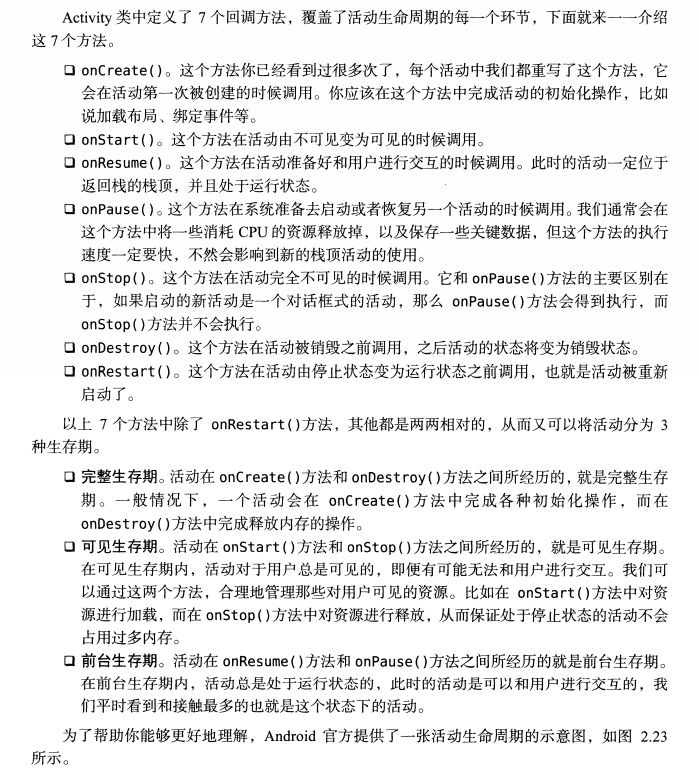 Activity 类中定义了 7 个回调方法，覆盖了活动生命周期的每一个环节，下面就来一一介绍
这 7 个方法。
❏ onCreate()。这个方法你已经看到过很多次了，每个活动中我们都重写了这个方法，它
会在活动第一次被创建的时候调用。你应该在这个方法中完成活动的初始化操作，比如
说加载布局、绑定事件等。
❏ onStart()。这个方法在活动由不可见变为可见的时候调用。
❏ onResume()。这个方法在活动准备好和用户进行交互的时候调用。此时的活动一定位于
返回栈的栈顶，并且处于运行状态。
❏ onPause()。这个方法在系统准备去启动或者恢复另一个活动的时候调用。我们通常会在
这个方法中将一些消耗 CPU 的资源释放掉，以及保存一些关键数据，但这个方法的执行
速度一定要快，不然会影响到新的栈顶活动的使用。
❏ onStop()。这个方法在活动完全不可见的时候调用。它和 onPause()方法的主要区别在
于，如果启动的新活动是一个对话框式的活动，那么 onPause()方法会得到执行，而
onStop()方法并不会执行。
❏ onDestroy()。这个方法在活动被销毁之前调用，之后活动的状态将变为销毁状态。
❏ onRestart()。这个方法在活动由停止状态变为运行状态之前调用，也就是活动被重新
启动了。
以上 7 个方法中除了 onRestart()方法，其他都是两两相对的，从而又可以将活动分为 3
种生存期。
❏ 完整生存期。活动在 onCreate()方法和 onDestroy()方法之间所经历的，就是完整生存
期。一般情况下，一个活动会在 onCreate()方法中完成各种初始化操作，而在
onDestroy()方法中完成释放内存的操作。
❏ 可见生存期。活动在 onStart()方法和 onStop()方法之间所经历的，就是可见生存期。
在可见生存期内，活动对于用户总是可见的，即便有可能无法和用户进行交互。我们可
以通过这两个方法，合理地管理那些对用户可见的资源。比如在 onStart()方法中对资
源进行加载，而在 onStop()方法中对资源进行释放，从而保证处于停止状态的活动不会
占用过多内存。
❏ 前台生存期。活动在 onResume()方法和 onPause()方法之间所经历的就是前台生存期。
在前台生存期内，活动总是处于运行状态的，此时的活动是可以和用户进行交互的，我
们平时看到和接触最多的也就是这个状态下的活动。
为了帮助你能够更好地理解，Android 官方提供了一张活动生命周期的示意图，如图 2.23
所示。